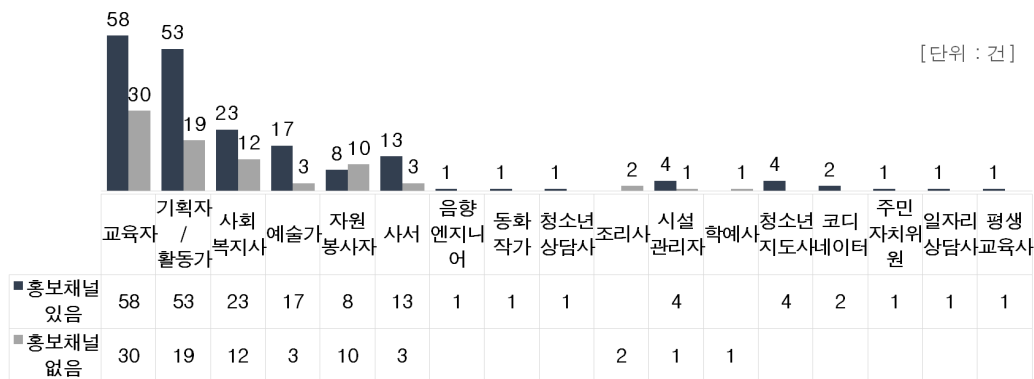 [단위 : 건]
58 30 53 19 23 12 17 3 8 10 13 3 1 1 1 2 4 1 1 4 2 1 1 1
교육자 기획자/활동가 사회복지사 예술가 자원봉사자 사서 음향엔지니어 동화작가 청소년상담사 조리사 시설관리자 학예사 청소년지도사 코디네이터 주민자치위원 일자리상담사 평생교육사
홍보채널 있음 58 53 23 17 8 13 1 1 1 4 4 2 1 1 1
홍보채널 없음 30 19 12 3 10 3 2 1 1